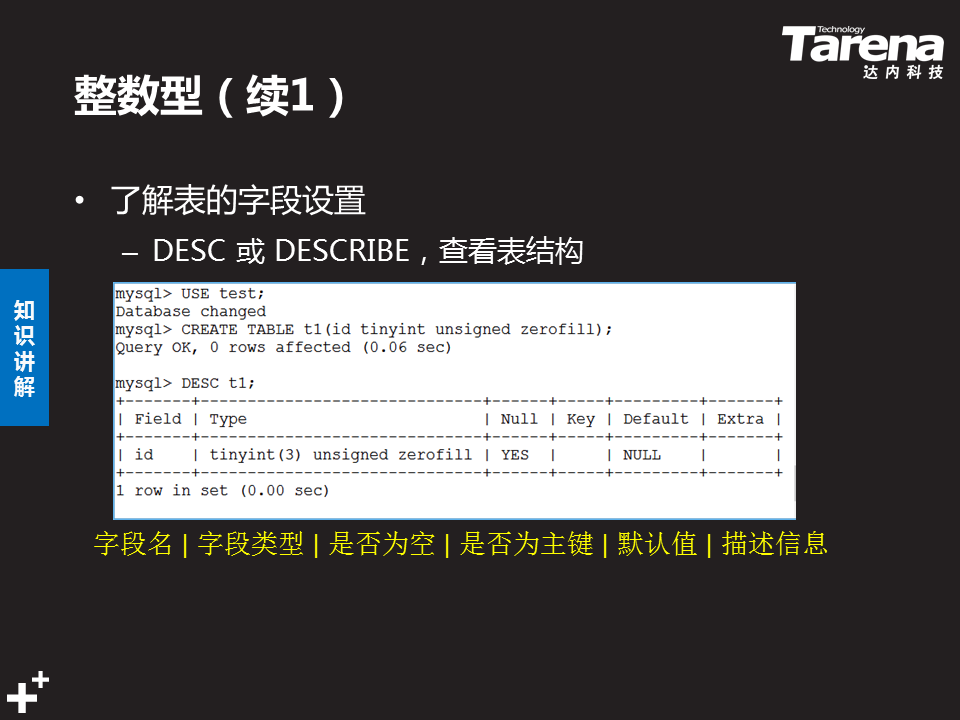 Technology
Tarena
达内科技
整数型（续1）
• 了解表的字段设置
– DESC 或 DESCRIBE，查看表结构
知识讲解
mysql> USE test;
Database changed
mysql> CREATE TABLE t1(id tinyint unsigned zerofill);
Query OK, 0 rows affected (0.06 sec)
mysql> DESC t1;
+-------+------------------------------+------+-----+---------+-------+
| Field | Type                         | Null | Key | Default | Extra |
+-------+------------------------------+------+-----+---------+-------+
| id    | tinyint(3) unsigned zerofill | YES  |     | NULL    |       |
+-------+------------------------------+------+-----+---------+-------+
1 row in set (0.00 sec)
字段名 | 字段类型 | 是否为空 | 是否为主键 | 默认值 | 描述信息